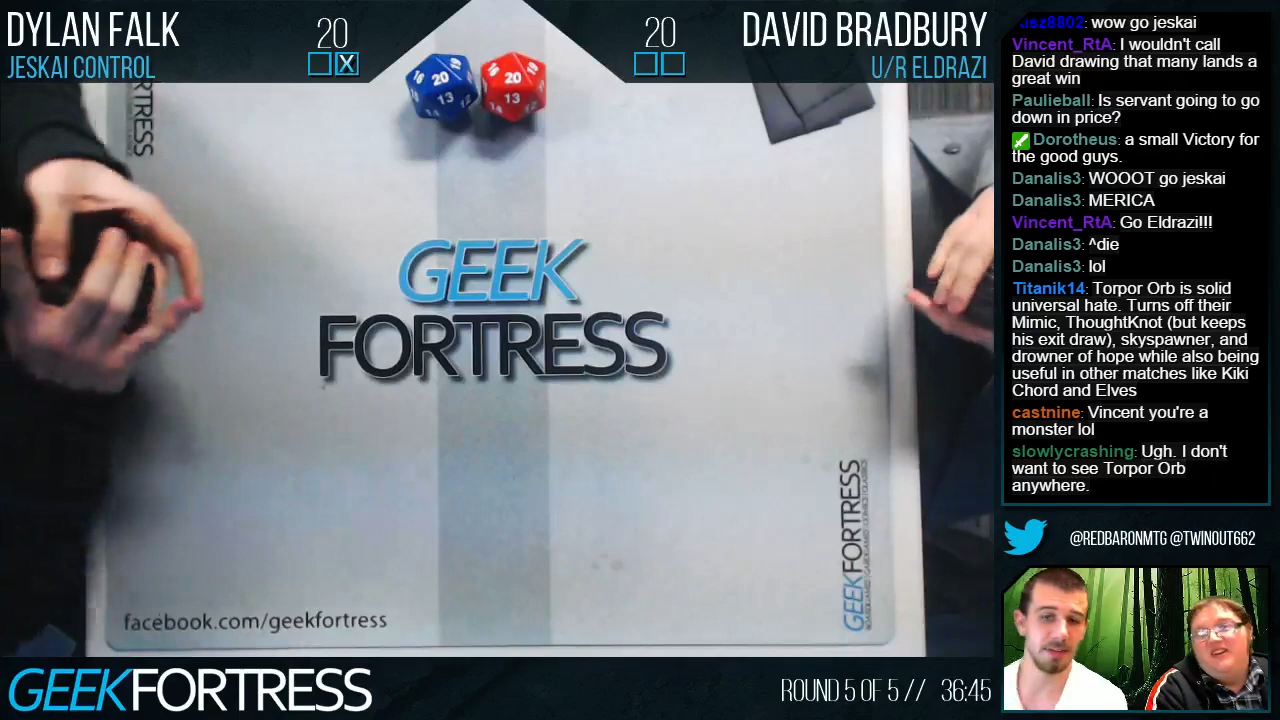 DYLAN FALK
JESKAI CONTROL
20
X
20
DAVID BRADBURY
U/R ELDRAZI
16 20 19
13
20
13
GEEK
FORTRESS
facebook.com/geekfortress
GEEKFORTRESS
GEEKFORTRESS
ROUND 5 OF 5 // 36:45
: wow go jeskai
Vincent_RtA: I wouldn't call
David drawing that many lands a
great win
Paulieball: Is servant going to go
down in price?
Dorotheus: a small Victory for
the good guys.
Danalis3: WOOOT go jeskai
Danalis3: MERICA
Vincent_RtA: Go Eldrazi!!!
Danalis3: ^die
Danalis3: lol
Titanik14: Torpor Orb is solid
universal hate. Turns off their
Mimic, ThoughtKnot (but keeps
his exit draw), skyspawner, and
drowner of hope while also being
useful in other matches like Kiki
Chord and Elves
castnine: Vincent you're a
monster lol
slowlycrashing: Ugh. I don't
want to see Torpor Orb
anywhere.
@REDBARONMTG @TWINOUT662